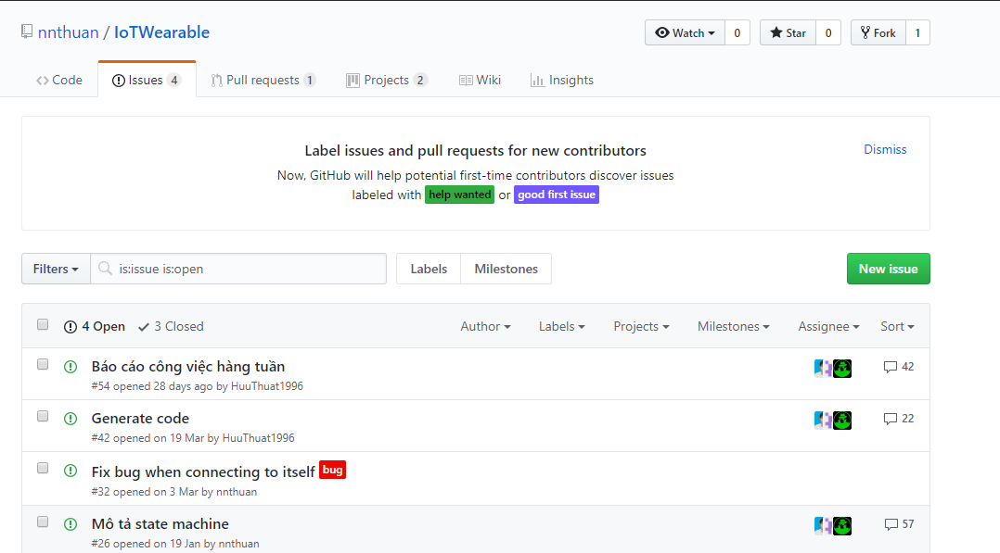 nnthuan / IoTWearable
Watch 0 Star 0 Fork 1
Code Issues 4 Pull requests 1 Projects 2 Wiki Insights
Label issues and pull requests for new contributors
Dismiss
Now, GitHub will help potential first-time contributors discover issues
labeled with help wanted or good first issue
Filters is:issue is:open Labels Milestones New issue
4 Open 3 Closed Author Labels Projects Milestones Assignee Sort
Báo cáo công việc hàng tuần 42
#54 opened 28 days ago by HuuThuat1996
Generate code 22
#42 opened on 19 Mar by HuuThuat1996
Fix bug when connecting to itself bug
#32 opened on 3 Mar by nnthuan
Mô tả state machine 57
#26 opened on 19 Jan by nnthuan